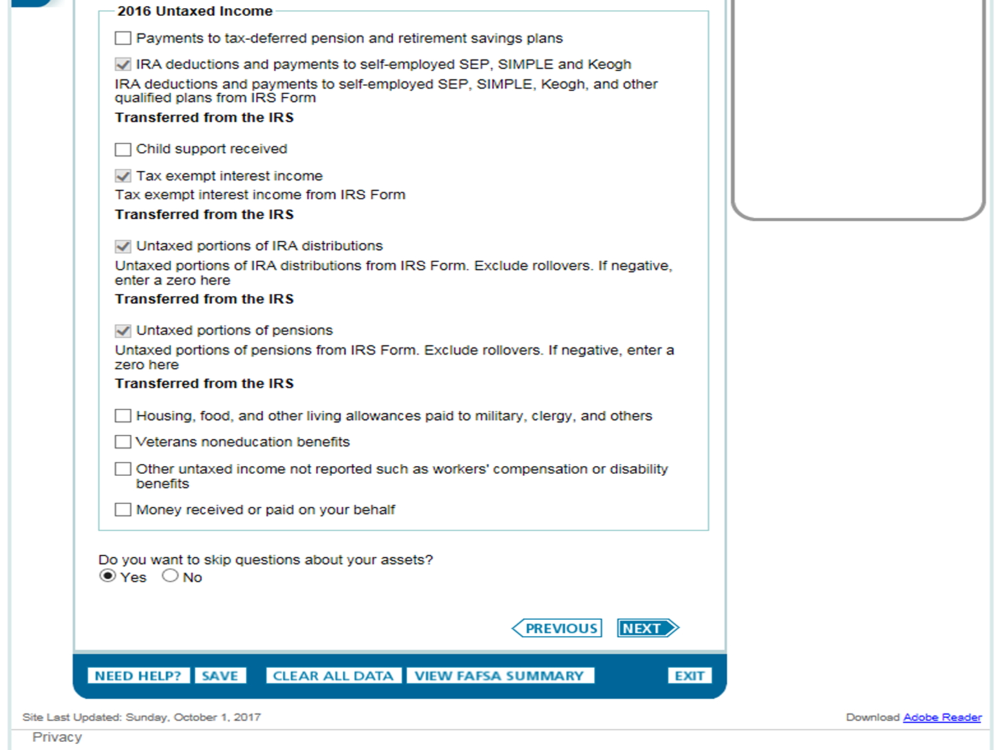 2016 Untaxed Income
Payments to tax-deferred pension and retirement savings plans
IRA deductions and payments to self-employed SEP, SIMPLE and Keogh
IRA deductions and payments to self-employed SEP, SIMPLE, Keogh, and other
qualified plans from IRS Form
Transferred from the IRS
Child support received
Tax exempt interest income
Tax exempt interest income from IRS Form
Transferred from the IRS
Untaxed portions of IRA distributions
Untaxed portions of IRA distributions from IRS Form. Exclude rollovers. If negative,
enter a zero here
Transferred from the IRS
Untaxed portions of pensions
Untaxed portions of pensions from IRS Form. Exclude rollovers. If negative, enter a
zero here
Transferred from the IRS
Housing, food, and other living allowances paid to military, clergy, and others
Veterans noneducation benefits
Other untaxed income not reported such as workers' compensation or disability
benefits
Money received or paid on your behalf
Do you want to skip questions about your assets?
Yes No
PREVIOUS NEXT
NEED HELP? SAVE CLEAR ALL DATA VIEW FAFSA SUMMARY EXIT
Site Last Updated: Sunday, October 1, 2017 Download Adobe Reader
Privacy